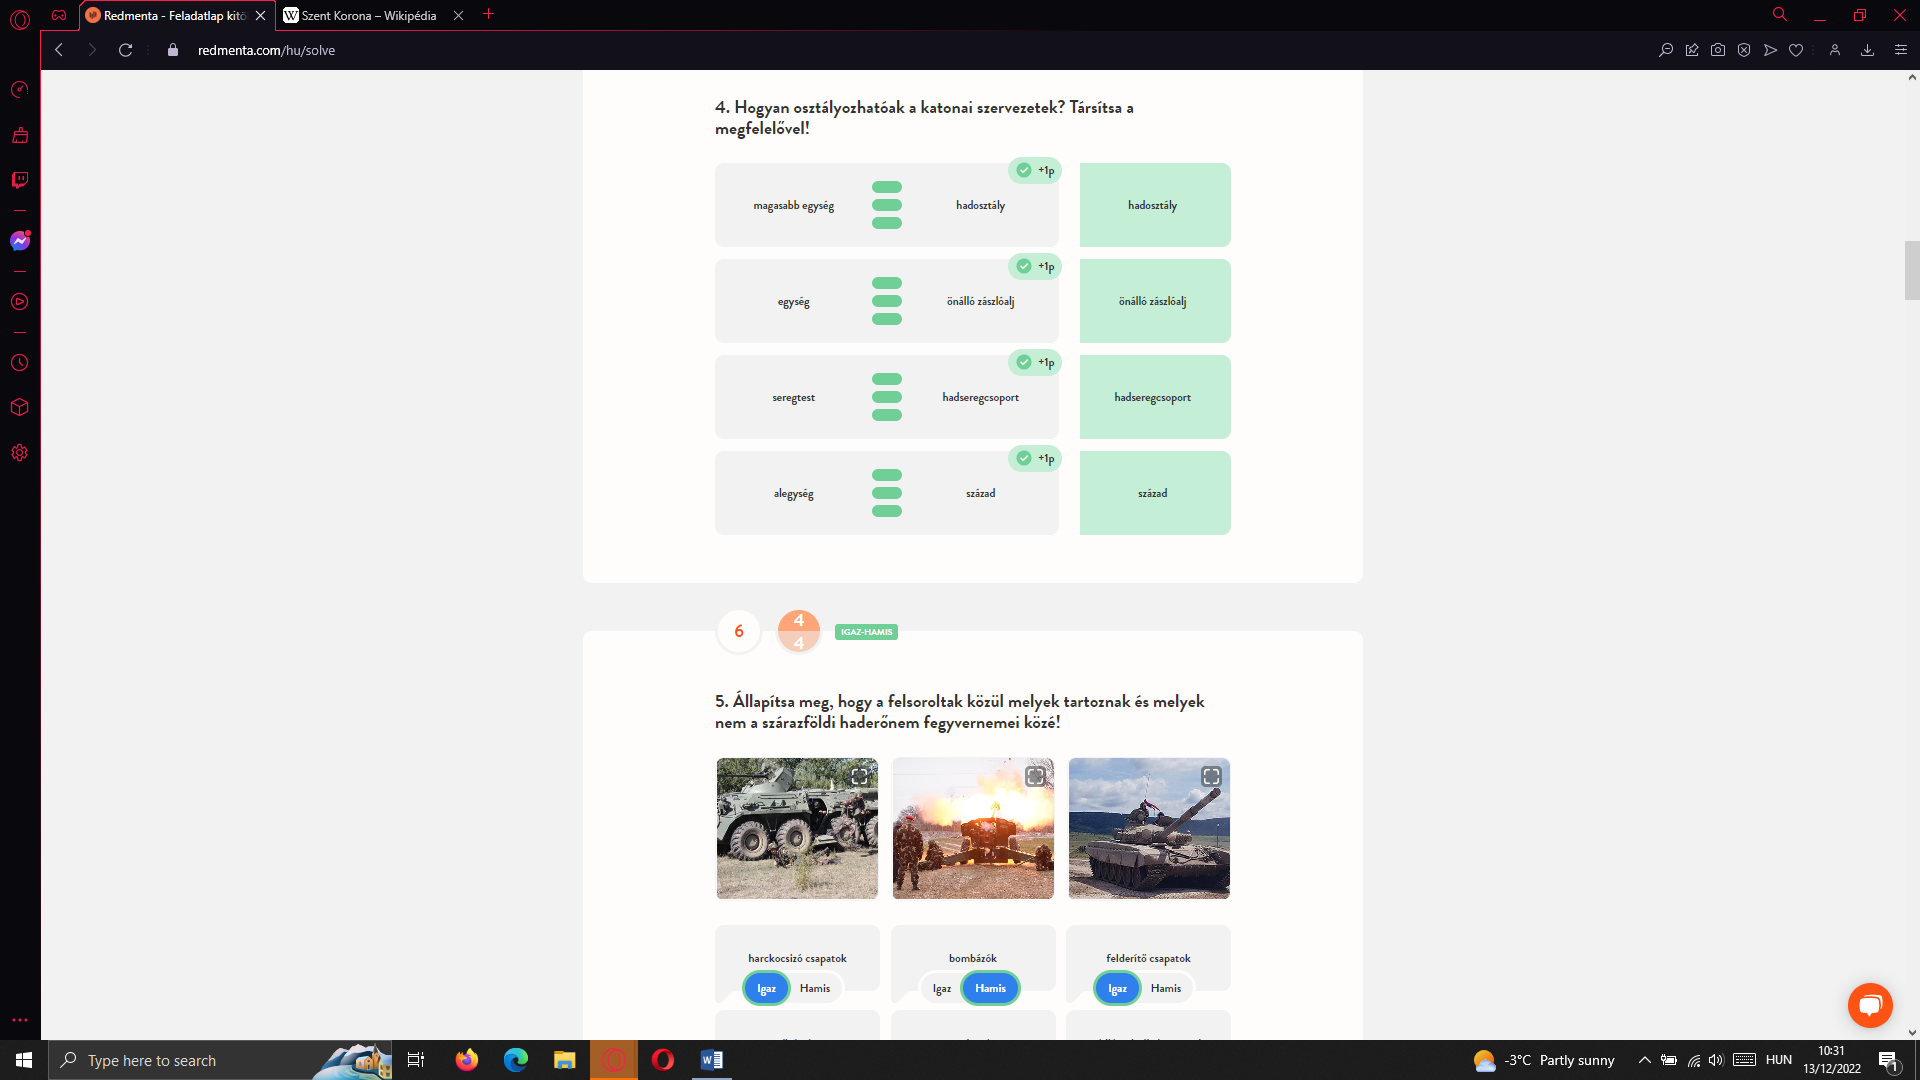 Redmenta - Feladatlap kitö
Szent Korona – Wikipédia
redmenta.com/hu/solve
4. Hogyan osztályozhatóak a katonai szervezetek? Társítsa a
megfelelővel!
+1p
magasabb egység
hadosztály
hadosztály
+1p
egység
önálló zászlóalj
önálló zászlóalj
+1p
seregtest
hadseregcsoport
hadseregcsoport
+1p
alegység
század
század
6
4
4
IGAZ-HAMIS
5. Állapítsa meg, hogy a felsoroltak közül melyek tartoznak és melyek
nem a szárazföldi haderőnem fegyvernemei közé!
harckocsizó csapatok
bombázók
felderítő csapatok
Igaz
Hamis
Igaz
Hamis
Igaz
Hamis
Type here to search
-3°C Partly sunny
HUN
10:31
13/12/2022
1